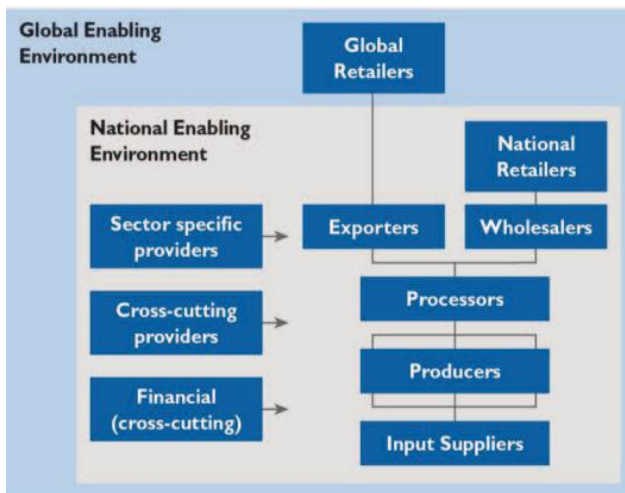 Global Enabling
Environment
Global
Retailers
National Enabling
Environment
National
Retailers
Sector specific
providers
Exporters
Wholesalers
Cross-cutting
providers
Processors
Producers
Financial
(cross-cutting)
Input Suppliers